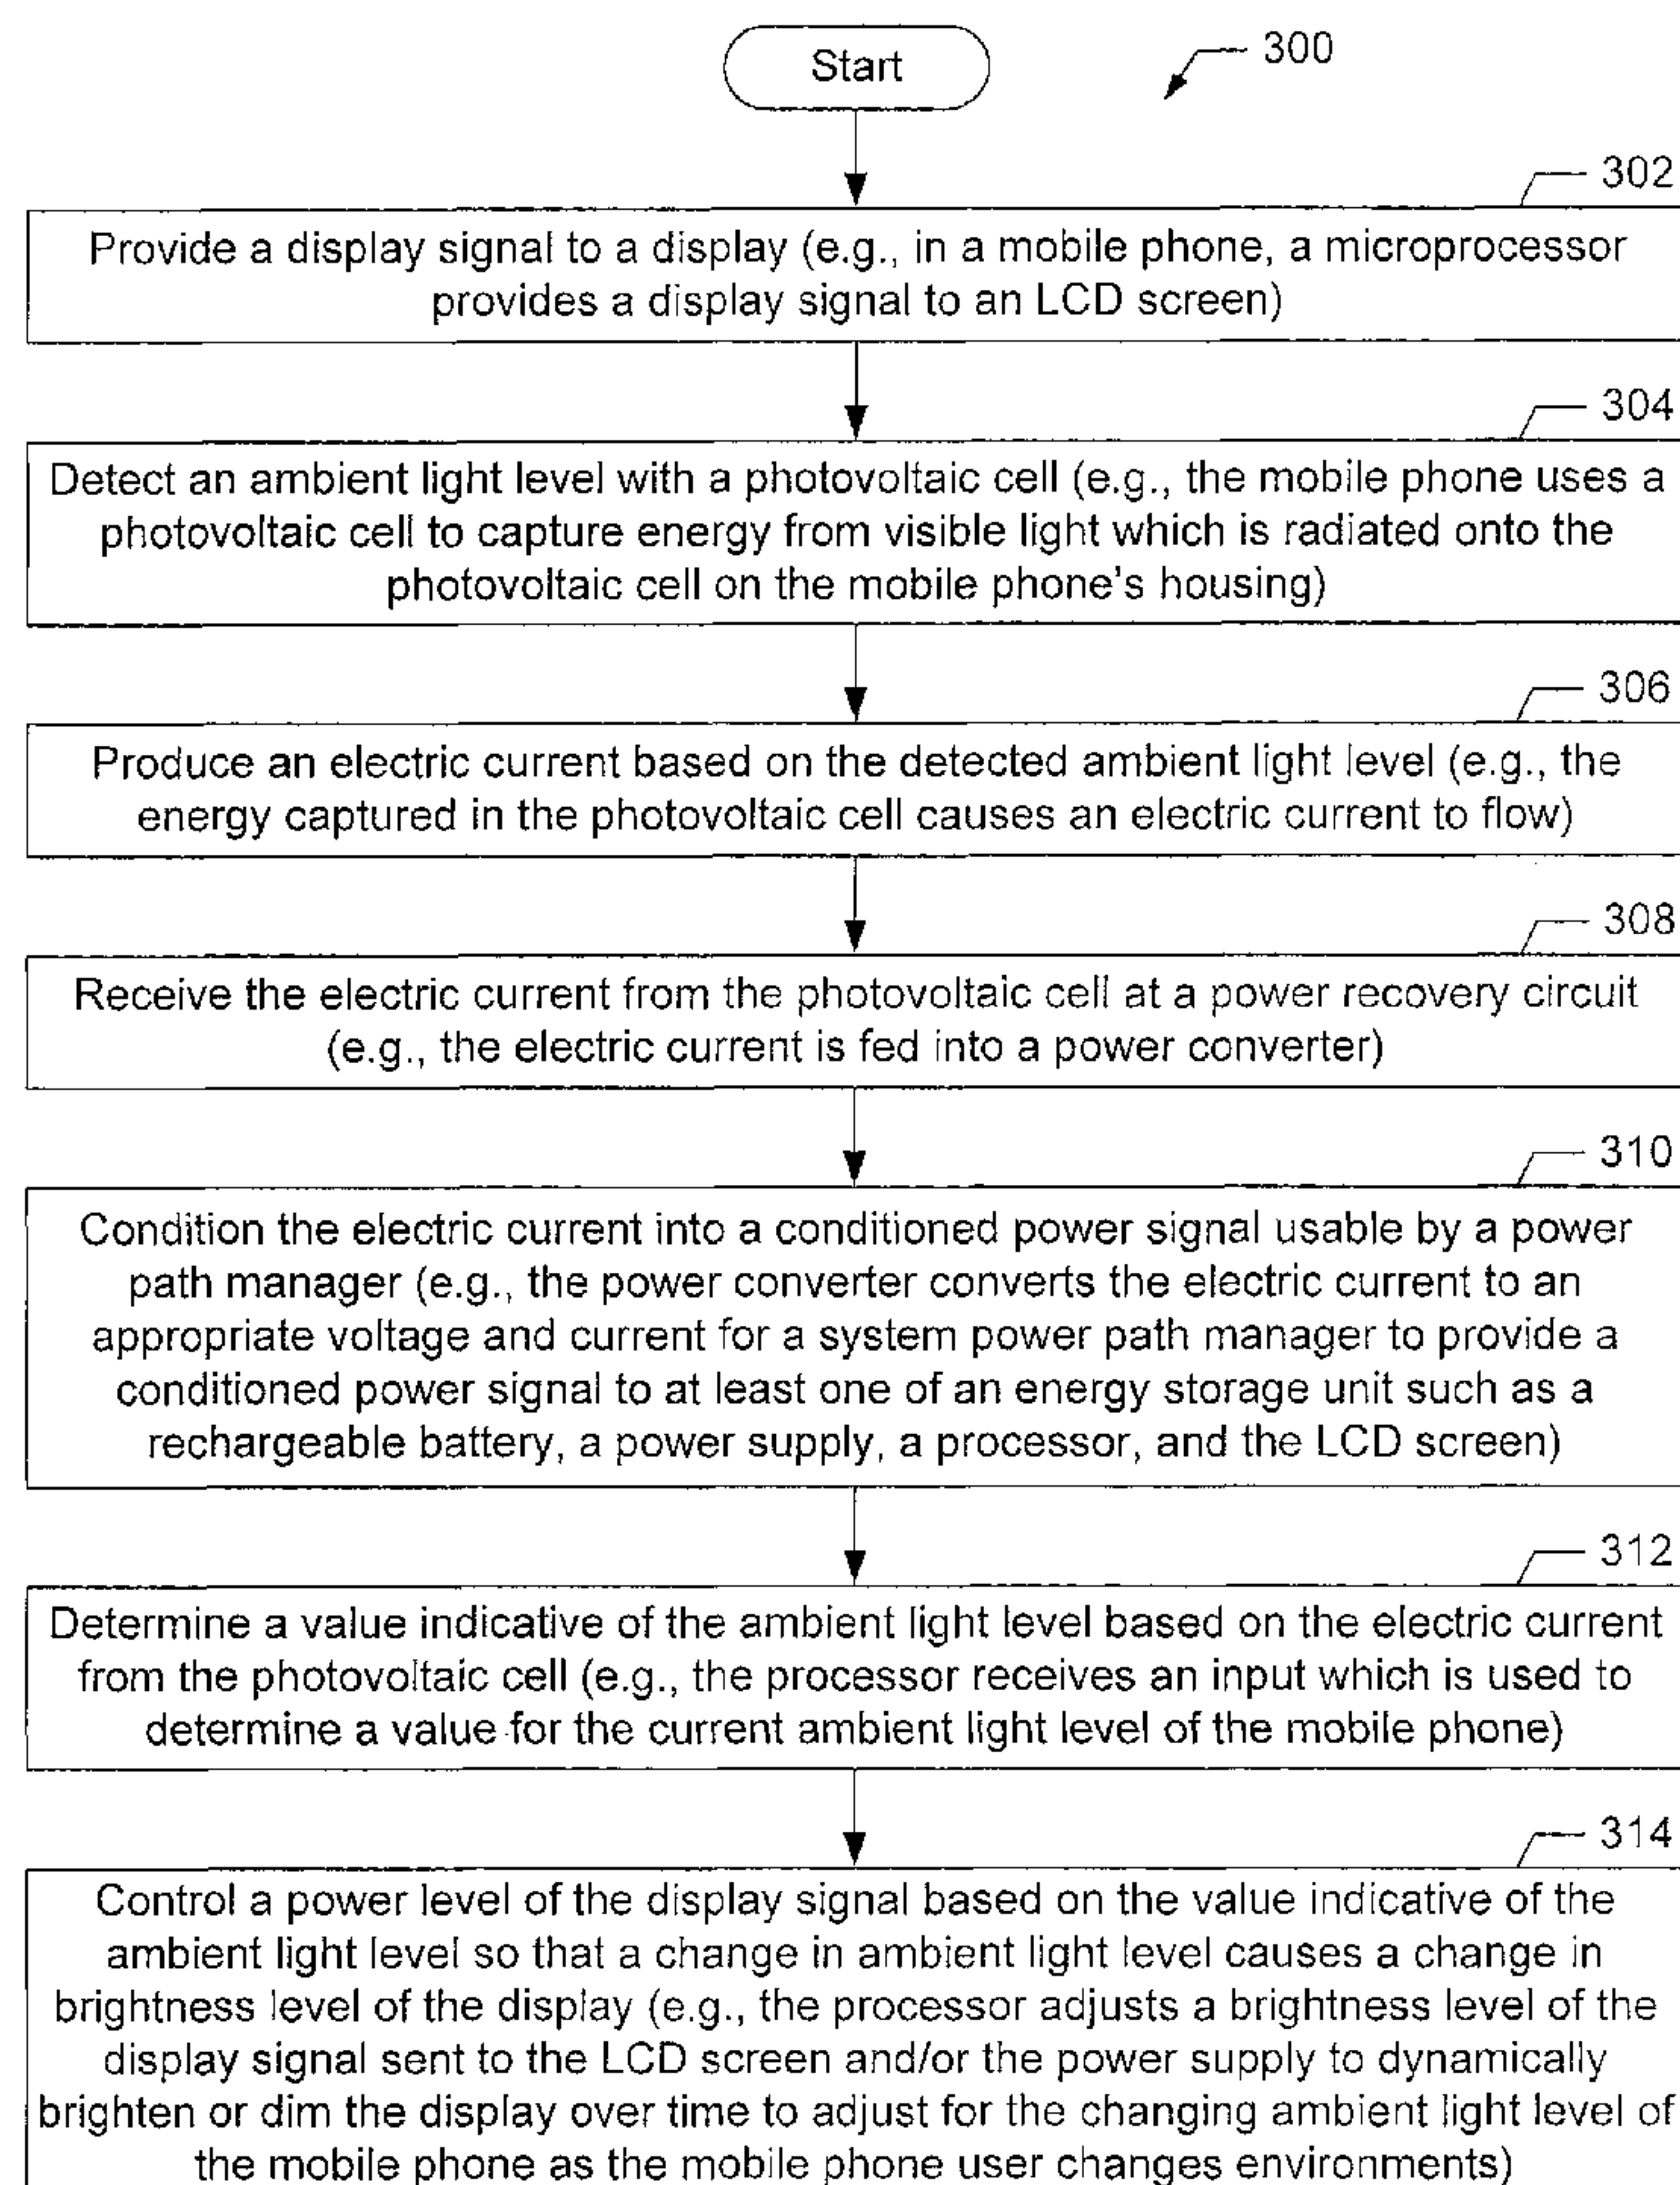 Start
300
302
Provide a display signal to a display (e.g., in a mobile phone, a microprocessor
provides a display signal to an LCD screen)
304
Detect an ambient light level with a photovoltaic cell (e.g., the mobile phone uses a
photovoltaic cell to capture energy from visible light which is radiated onto the
photovoltaic cell on the mobile phone's housing)
306
Produce an electric current based on the detected ambient light level (e.g., the
energy captured in the photovoltaic cell causes an electric current to flow)
308
Receive the electric current from the photovoltaic cell at a power recovery circuit
(e.g., the electric current is fed into a power converter)
310
Condition the electric current into a conditioned power signal usable by a power
path manager (e.g., the power converter converts the electric current to an
appropriate voltage and current for a system power path manager to provide a
conditioned power signal to at least one of an energy storage unit such as a
rechargeable battery, a power supply, a processor, and the LCD screen)
312
Determine a value indicative of the ambient light level based on the electric current
from the photovoltaic cell (e.g., the processor receives an input which is used to
determine a value for the current ambient light level of the mobile phone)
314
Control a power level of the display signal based on the value indicative of the
ambient light level so that a change in ambient light level causes a change in
brightness level of the display (e.g., the processor adjusts a brightness level of the
display signal sent to the LCD screen and/or the power supply to dynamically
brighten or dim the display over time to adjust for the changing ambient light level of
the mobile phone as the mobile phone user changes environments)